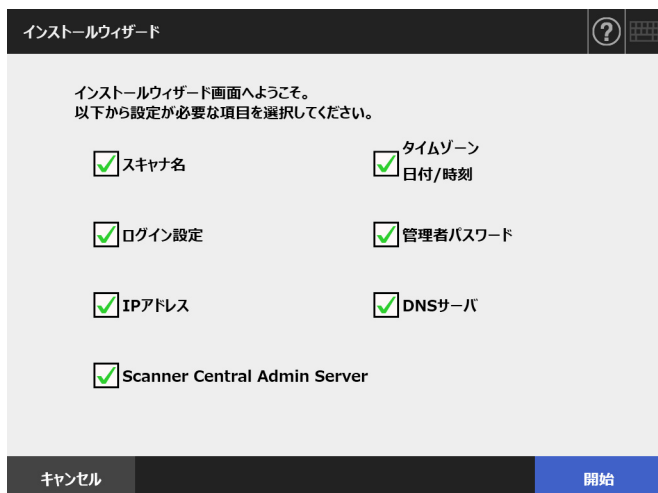 インストールウィザード
?
インストールウィザード画面へようこそ。
以下から設定が必要な項目を選択してください。
スキャナ名
タイムゾーン
日付/時刻
ログイン設定
管理者パスワード
IPアドレス
DNSサーバ
Scanner Central Admin Server
キャンセル
開始